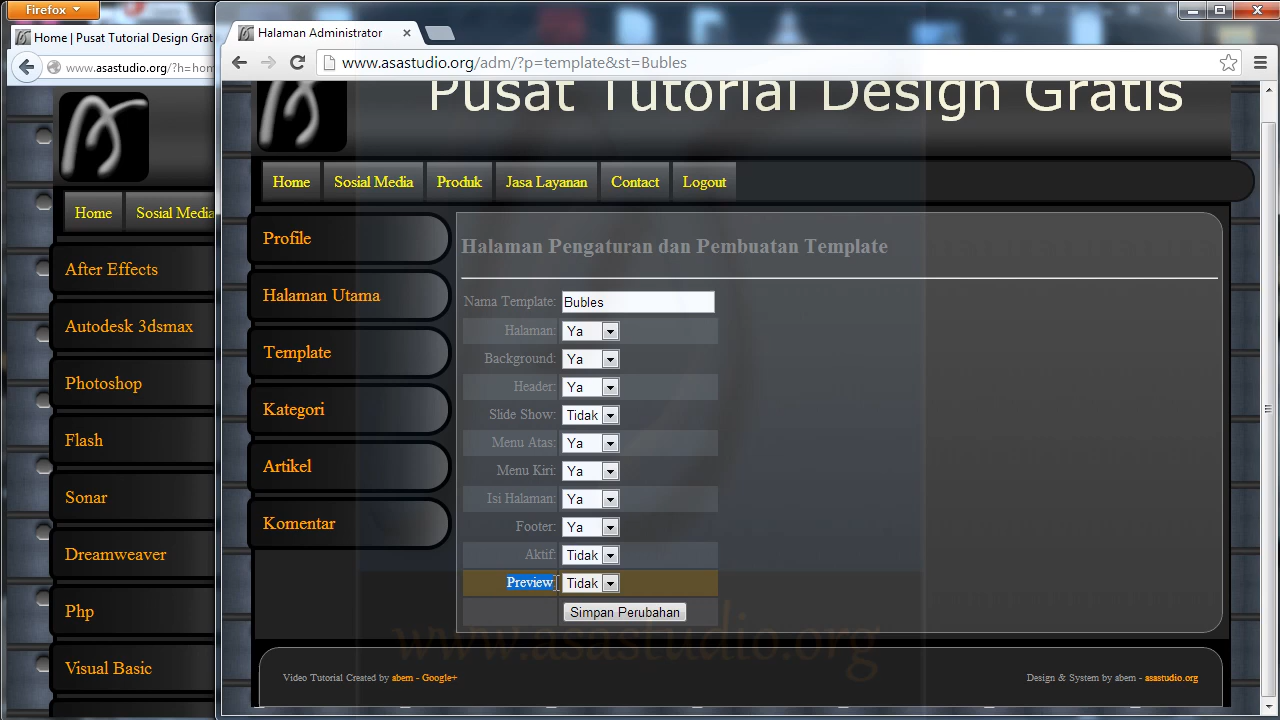 Firefox
Home | Pusat Tutorial Design Grati
www.asastudio.org/?h=hom
Home
Sosial Media
After Effects
Autodesk 3dsmax
Photoshop
Flash
Sonar
Dreamweaver
Php
Visual Basic
Halaman Administrator
www.asastudio.org/adm/?p=template&st=Bubles
Pusat Tutorial Design Gratis
Home
Sosial Media
Produk
Jasa Layanan
Contact
Logout
Profile
Halaman Utama
Template
Kategori
Artikel
Komentar
Halaman Pengaturan dan Pembuatan Template
Nama Template: Bubles
Halaman: Ya
Background: Ya
Header: Ya
Slide Show: Tidak
Menu Atas: Ya
Menu Kiri: Ya
Isi Halaman: Ya
Footer: Ya
Aktif: Tidak
Preview: Tidak
Simpan Perubahan
www.asastudio.org
Video Tutorial Created by abem - Google+
Design & System by abem - asastudio.org